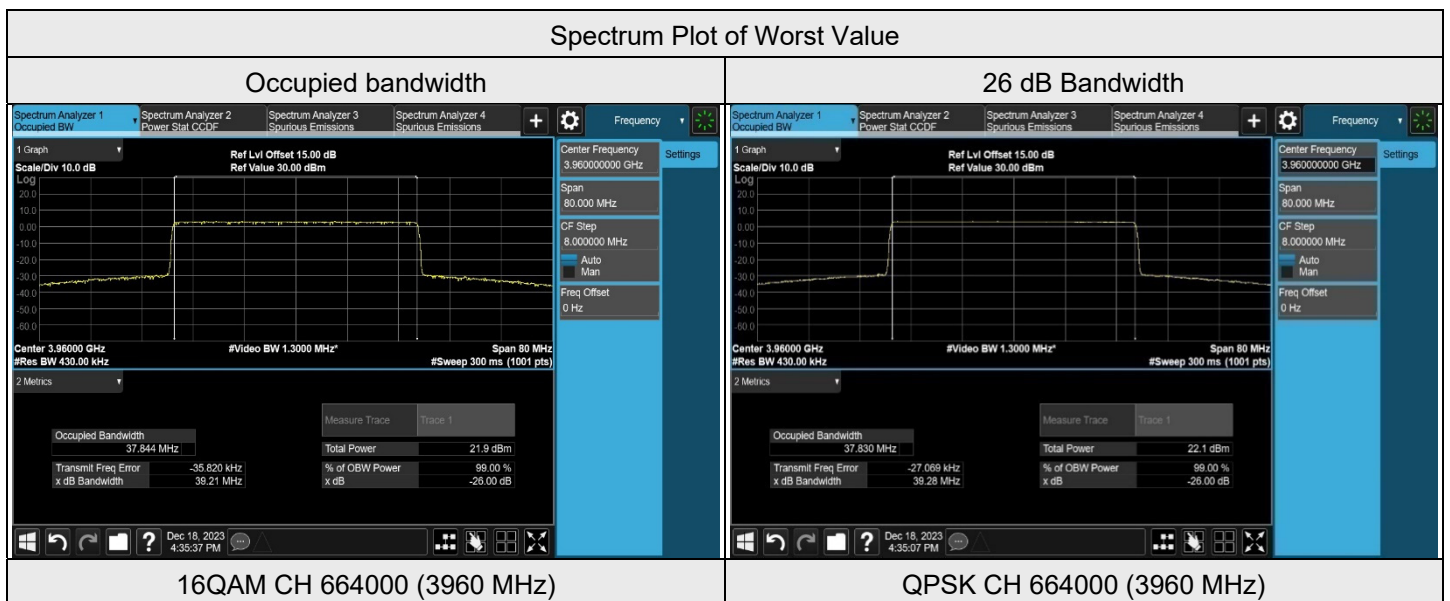 Spectrum Plot of Worst Value
Occupied bandwidth
26 dB Bandwidth
Spectrum Analyzer 1
Occupied BW
Spectrum Analyzer 2
Power Stat CCDF
Spectrum Analyzer 3
Spurious Emissions
Spectrum Analyzer 4
Spurious Emissions
+
Frequency
1 Graph
Scale/Div 10.0 dB
Ref Lvl Offset 15.00 dB
Ref Value 30.00 dBm
Log
20.0
10.0
0.00
-10.0
-20.0
-30.0
-40.0
-50.0
-60.0
Center 3.96000 GHz
#Res BW 430.00 kHz
#Video BW 1.3000 MHz*
Span 80 MHz
#Sweep 300 ms (1001 pts)
Center Frequency
3.960000000 GHz
Settings
Span
80.000 MHz
CF Step
8.000000 MHz
Auto
Man
Freq Offset
0 Hz
2 Metrics
Measure Trace Trace 1
Occupied Bandwidth
37.844 MHz
Total Power 21.9 dBm
Transmit Freq Error -35.820 kHz
% of OBW Power 99.00 %
x dB Bandwidth 39.21 MHz
x dB -26.00 dB
?
Dec 18, 2023
4:35:37 PM
16QAM CH 664000 (3960 MHz)
Spectrum Analyzer 1
Occupied BW
Spectrum Analyzer 2
Power Stat CCDF
Spectrum Analyzer 3
Spurious Emissions
Spectrum Analyzer 4
Spurious Emissions
+
Frequency
1 Graph
Scale/Div 10.0 dB
Ref Lvl Offset 15.00 dB
Ref Value 30.00 dBm
Log
20.0
10.0
0.00
-10.0
-20.0
-30.0
-40.0
-50.0
-60.0
Center 3.96000 GHz
#Res BW 430.00 kHz
#Video BW 1.3000 MHz*
Span 80 MHz
#Sweep 300 ms (1001 pts)
Center Frequency
3.960000000 GHz
Settings
Span
80.000 MHz
CF Step
8.000000 MHz
Auto
Man
Freq Offset
0 Hz
2 Metrics
Measure Trace Trace 1
Occupied Bandwidth
37.830 MHz
Total Power 22.1 dBm
Transmit Freq Error -27.069 kHz
% of OBW Power 99.00 %
x dB Bandwidth 39.28 MHz
x dB -26.00 dB
?
Dec 18, 2023
4:35:07 PM
QPSK CH 664000 (3960 MHz)